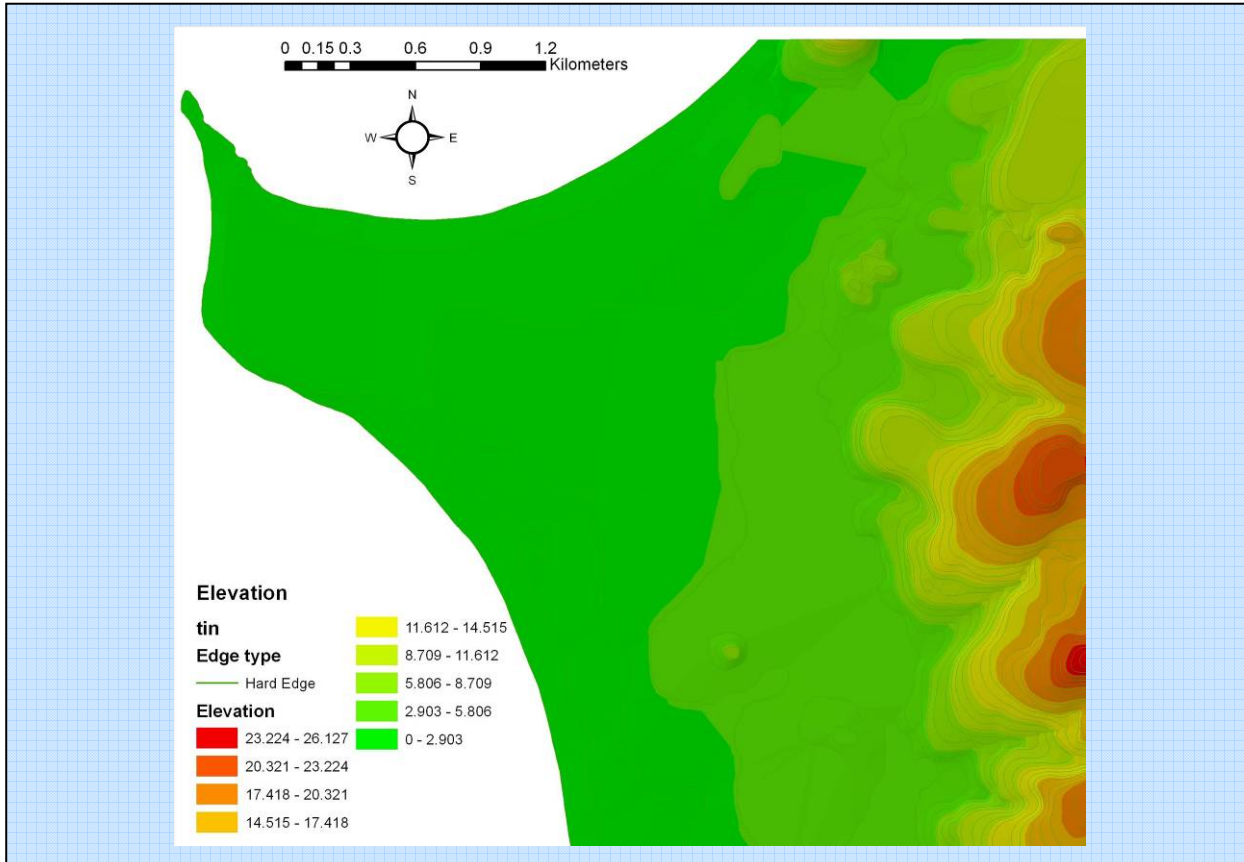 0 0.15 0.3 0.6 0.9 1.2
Kilometers
N
W E
S
Elevation
tin
Edge type
Hard Edge
Elevation
23.224 - 26.127
20.321 - 23.224
17.418 - 20.321
14.515 - 17.418
11.612 - 14.515
8.709 - 11.612
5.806 - 8.709
2.903 - 5.806
0 - 2.903